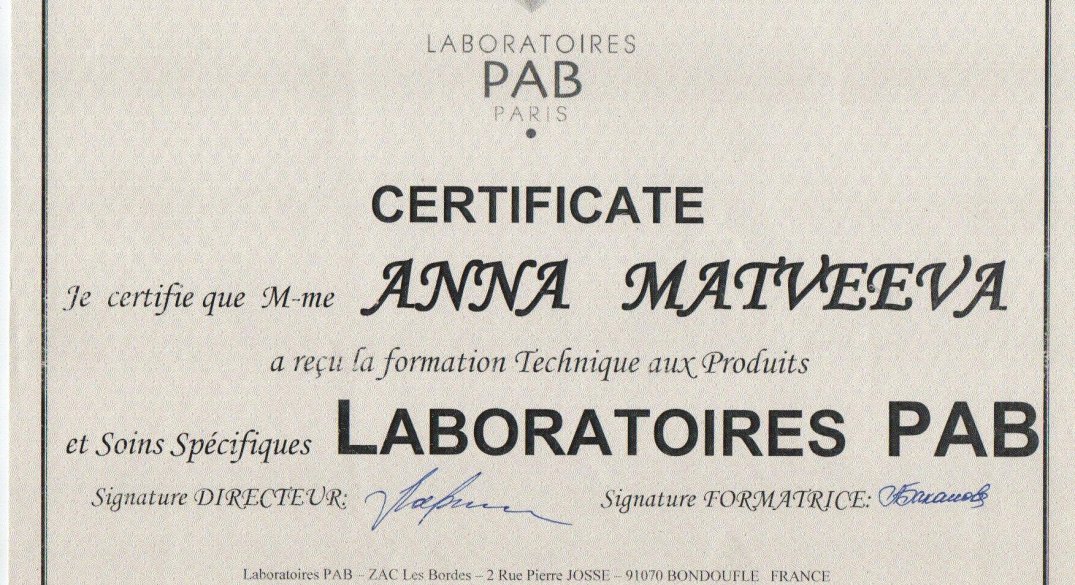 LABORATOIRES
PAB
PARIS
CERTIFICATE
Je certifie que M-me ANNA MATVEEVA
a reçu la formation Technique aux Produits
et Soins Spécifiques LABORATOIRES PAB
Signature DIRECTEUR: Signature FORMATRICE:
Laboratoires PAB – ZAC Les Bordes – 2 Rue Pierre JOSSE – 91070 BONDOUFLE FRANCE